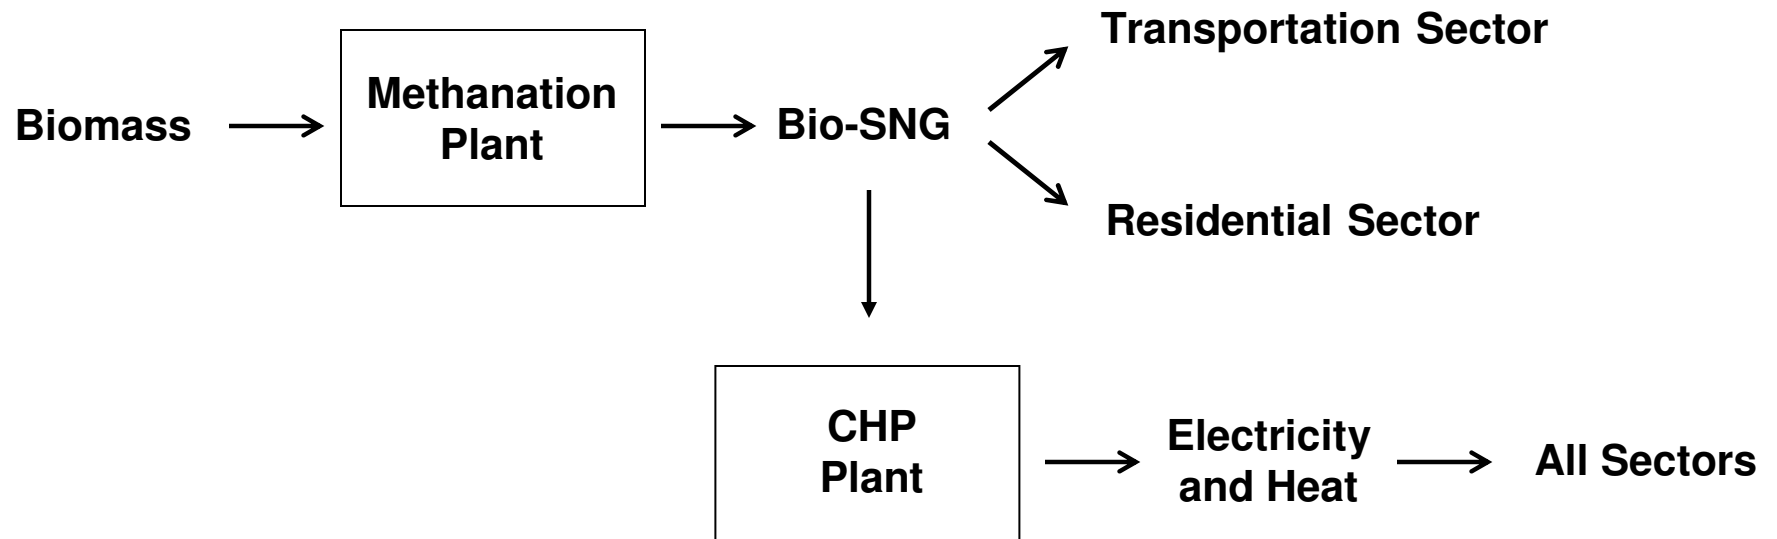 Transportation Sector
Biomass
Methanation
Plant
Bio-SNG
Residential Sector
CHP
Plant
Electricity
and Heat
All Sectors